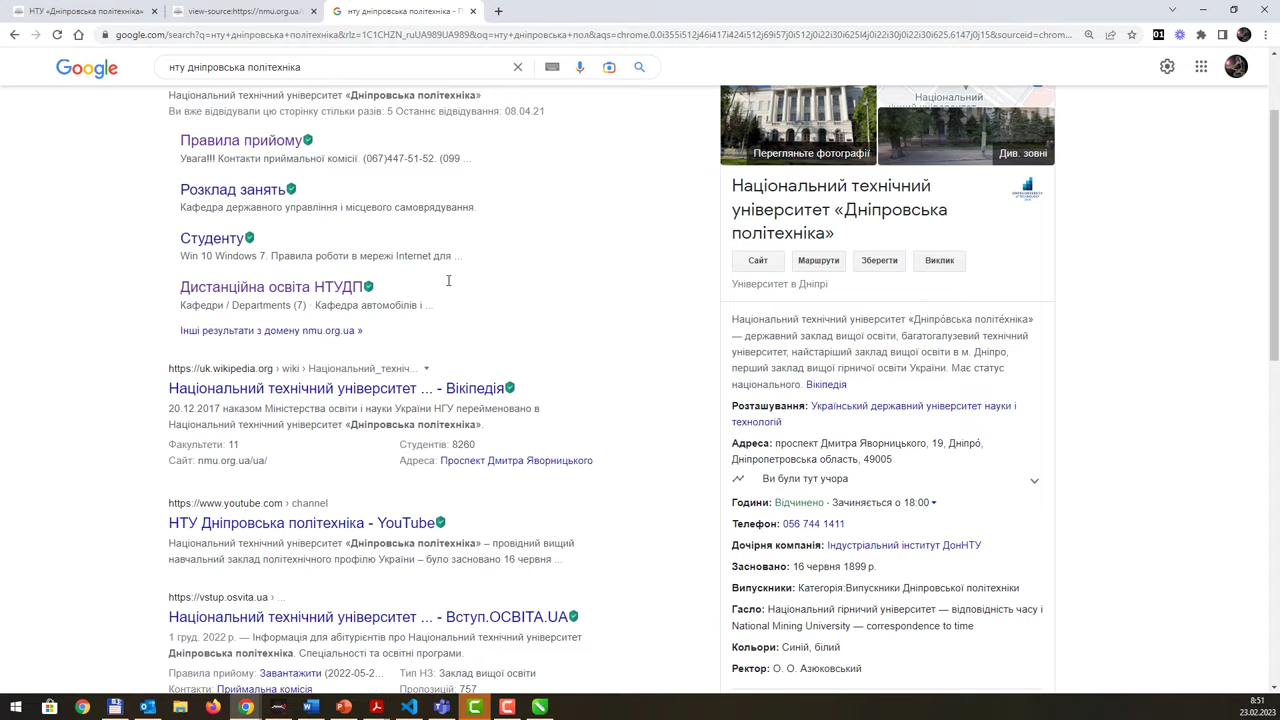 НТУ «Дніпровська політехніка»
view-source:https://nmu.org.ua/
нту дніпровська політехніка - П
google.com/search?q=нту+дніпровська+політехніка&rlz=1C1CHZN_ruUA989UA989&oq=нту+дніпровська+пол&aqs=chrome.0.0i355i512j46i417i424i512j69i57j0i512j0i22i30i625l4j0i22i30j0i22i30i625.6147j0j15&sourceid=chrom...
01
Google
нту дніпровська політехніка
Національний технічний університет «Дніпровська політехніка»
Ви вже відвідували цю сторінку стільки разів: 5 Останнє відвідування: 08.04.21
Правила прийому
Увага!!! Контакти приймальної комісії. (067)447-51-52. (099 ...
Розклад занять
Кафедра державного управління і місцевого самоврядування.
Студенту
Win 10 Windows 7. Правила роботи в мережі Internet для ...
Дистанційна освіта НТУДП
Кафедри / Departments (7) · Кафедра автомобілів і ...
Інші результати з домену nmu.org.ua »
https://uk.wikipedia.org › wiki › Національний_техніч...
Національний технічний університет ... - Вікіпедія
20.12.2017 наказом Міністерства освіти і науки України НГУ перейменовано в
Національний технічний університет «Дніпровська політехніка».
Факультети: 11
Студентів: 8260
Сайт: nmu.org.ua/ua/
Адреса: Проспект Дмитра Яворницького
https://www.youtube.com › channel
НТУ Дніпровська політехніка - YouTube
Національний технічний університет «Дніпровська політехніка» – провідний вищий
навчальний заклад політехнічного профілю України – було засновано 16 червня ...
https://vstup.osvita.ua › ...
Національний технічний університет ... - Вступ.ОСВІТА.UA
1 груд. 2022 р. — Інформація для абітурієнтів про Національний технічний університет
Дніпровська політехніка. Спеціальності та освітні програми.
Правила прийому: Завантажити (2022-05-2...
Тип НЗ: Заклад вищої освіти
Контакти: Приймальна комісія
Пропозицій: 757
Національний
Перегляньте фотографії
Див. зовні
Національний технічний
університет «Дніпровська
політехніка»
Сайт
Маршрути
Зберегти
Виклик
Університет в Дніпрі
Національний технічний університет «Дніпро́вська політе́хніка»
— державний заклад вищої освіти, багатогалузевий технічний
університет, найстаріший заклад вищої освіти в м. Дніпро,
перший заклад вищої гірничої освіти України. Має статус
національного. Вікіпедія
Розташування: Український державний університет науки і
технологій
Адреса: проспект Дмитра Яворницького, 19, Дніпро́,
Дніпропетровська область, 49005
Ви були тут учора
Години: Відчинено · Зачиняється о 18:00
Телефон: 056 744 1411
Дочірня компанія: Індустріальний інститут ДонНТУ
Засновано: 16 червня 1899 р.
Випускники: Категорія:Випускники Дніпровської політехніки
Гасло: Національний гірничий університет — відповідність часу і
National Mining University — correspondence to time
Кольори: Синій, білий
Ректор: О. О. Азюковський
8:51
23.02.2023